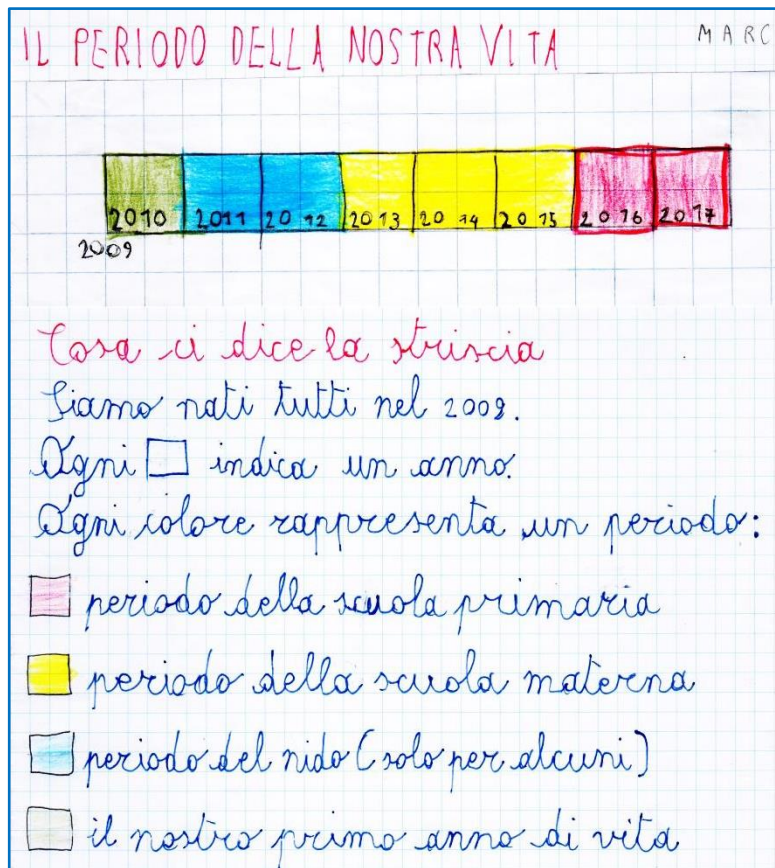 IL PERIODO DELLA NOSTRA VITA MARC
2010 2011 2012 2013 2014 2015 2016 2017
2009
Cosa ci dice la striscia
Siamo nati tutti nel 2009.
Ogni indica un anno.
Ogni colore rappresenta un periodo:
periodo della scuola primaria
periodo della scuola materna
periodo del nido (solo per alcuni)
il nostro primo anno di vita